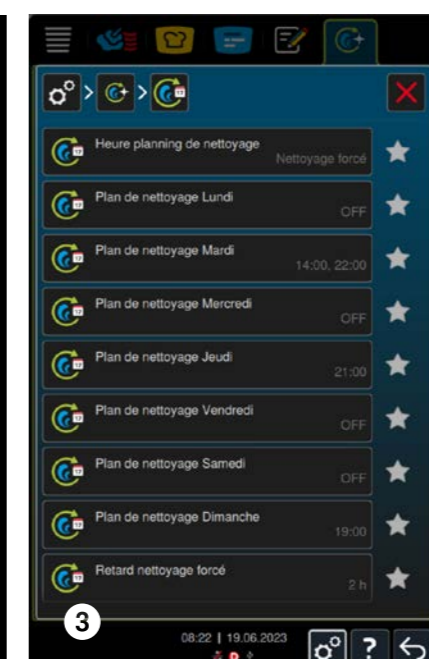 > >
Heure planning de nettoyage
Nettoyage forcé
Plan de nettoyage Lundi
OFF
Plan de nettoyage Mardi
14:00, 22:00
Plan de nettoyage Mercredi
OFF
Plan de nettoyage Jeudi
21:00
Plan de nettoyage Vendredi
OFF
Plan de nettoyage Samedi
OFF
Plan de nettoyage Dimanche
19:00
Retard nettoyage forcé
2 h
3
08:22 | 19.06.2023
?